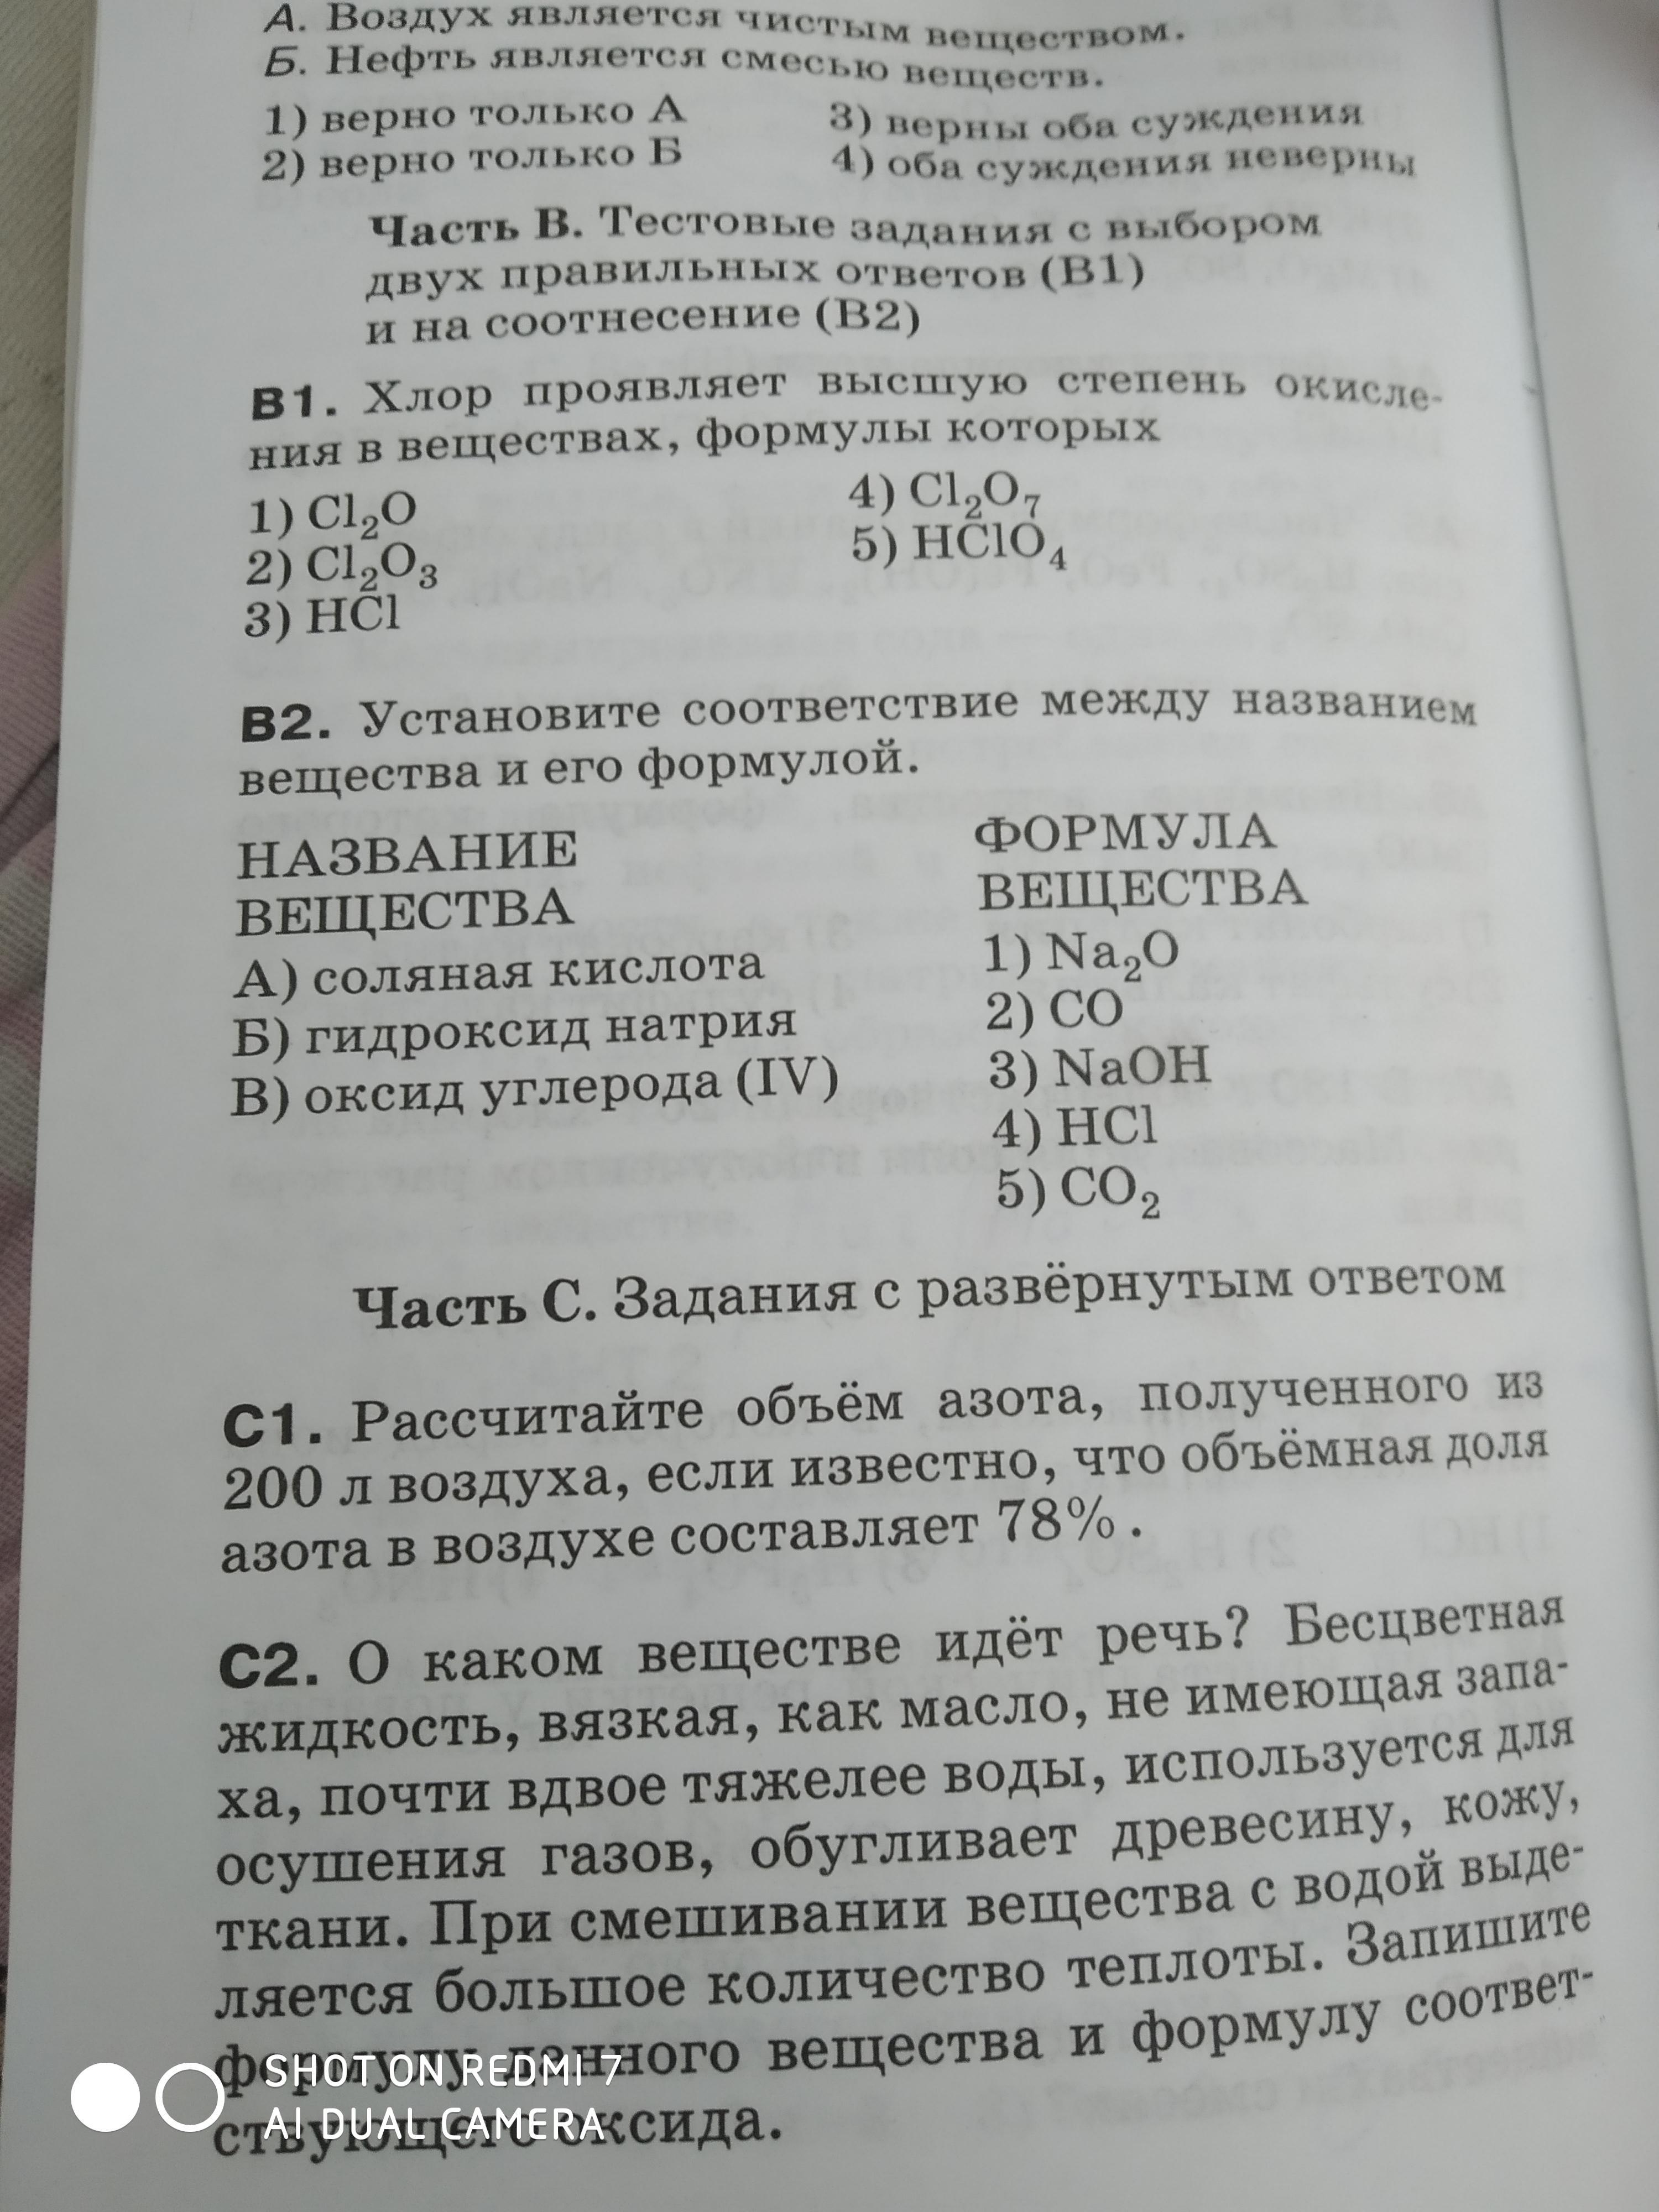 А. Воздух является чистым веществом.
Б. Нефть является смесью веществ.
1) верно только А
3) верны оба суждения
2) верно только Б
4) оба суждения неверны
Часть В. Тестовые задания с выбором
двух правильных ответов (В1)
и на соотнесение (В2)
В1. Хлор проявляет высшую степень окисле-
ния в веществах, формулы которых
1) Cl₂O
2) Cl₂O₃
3) HCl
4) Cl₂O₇
5) HClO₄
В2. Установите соответствие между названием
вещества и его формулой.
НАЗВАНИЕ
ВЕЩЕСТВА
А) соляная кислота
Б) гидроксид натрия
В) оксид углерода (IV)
ФОРМУЛА
ВЕЩЕСТВА
1) Na₂O
2) CO
3) NaOH
4) HCl
5) CO₂
Часть С. Задания с развёрнутым ответом
С1. Рассчитайте объём азота, полученного из
200 л воздуха, если известно, что объёмная доля
азота в воздухе составляет 78%.
С2. О каком веществе идёт речь? Бесцветная
жидкость, вязкая, как масло, не имеющая запа-
ха, почти вдвое тяжелее воды, используется для
осушения газов, обугливает древесину, кожу,
ткани. При смешивании вещества с водой выде-
ляется большое количество теплоты. Запишите
формулу данного вещества и формулу соответ-
ствующего оксида.
SHOT ON REDMI 7
AI DUAL CAMERA